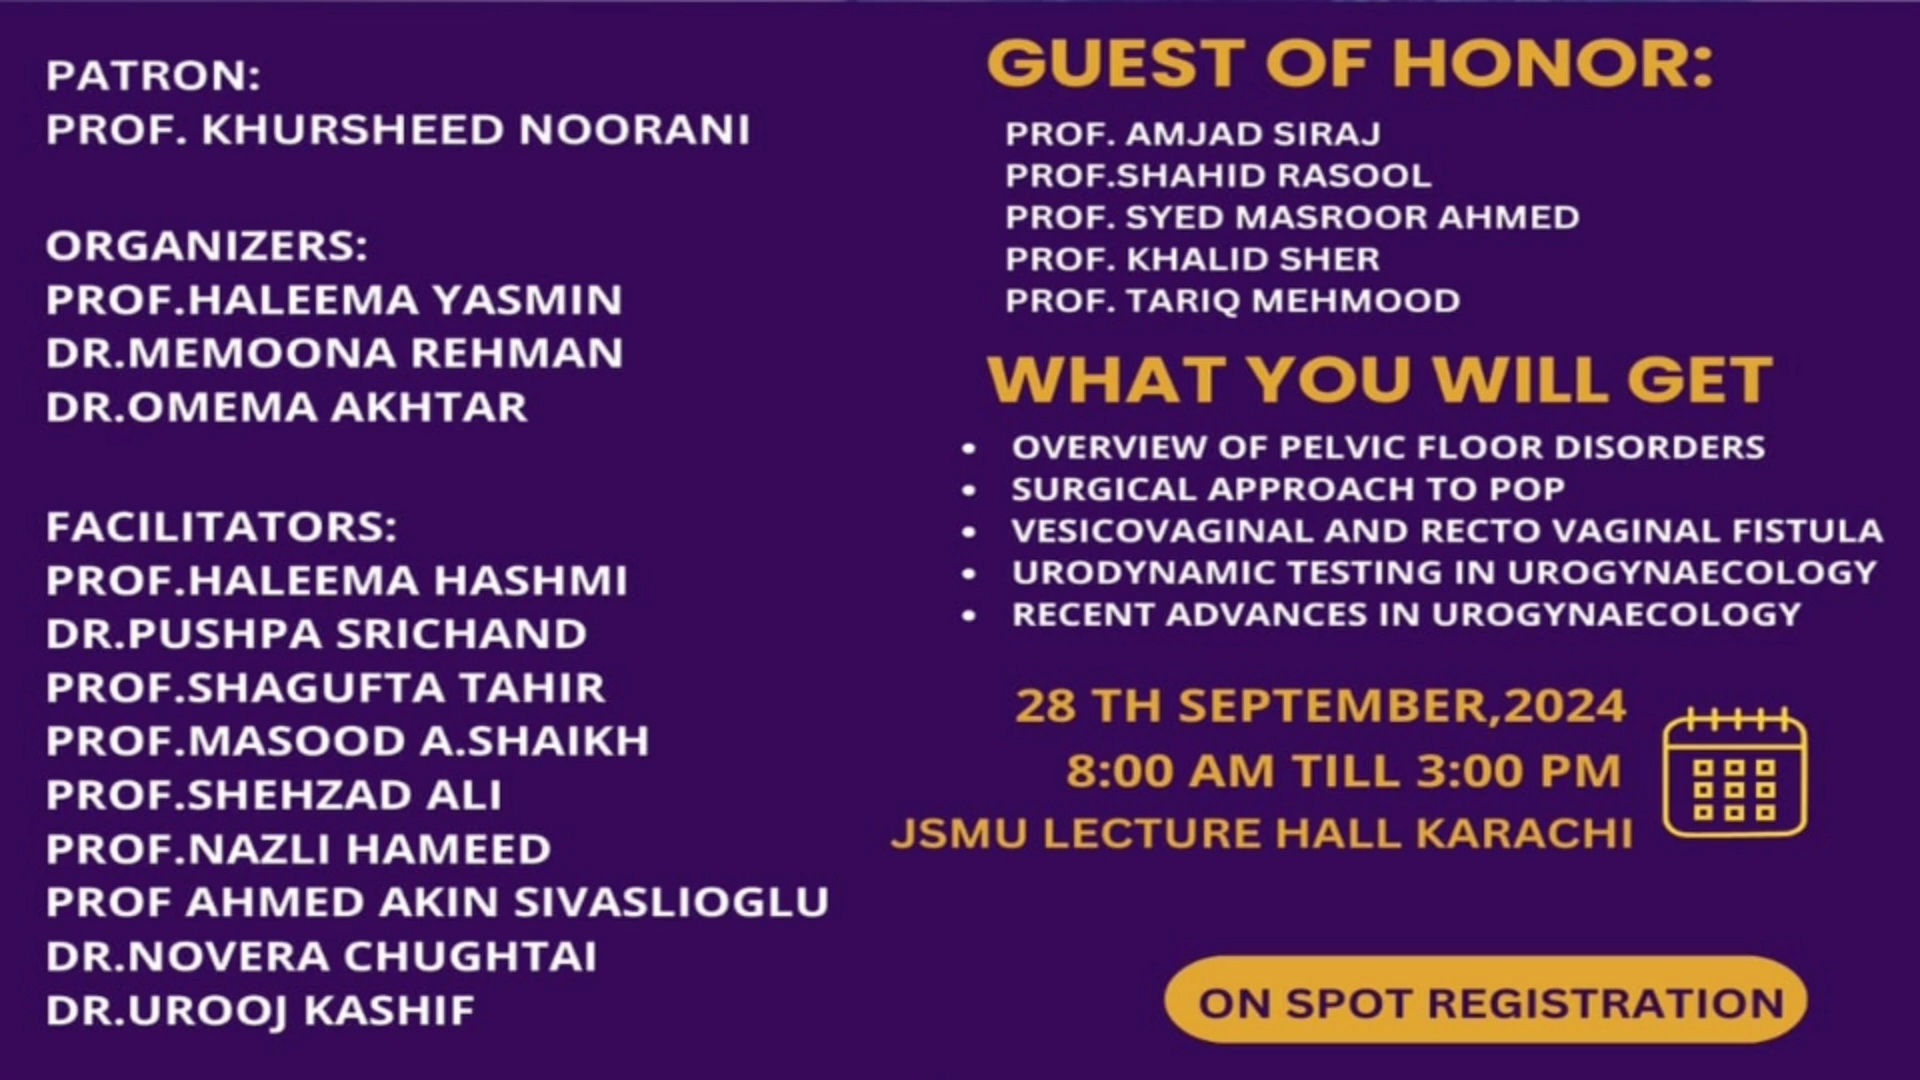 PATRON:
PROF. KHURSHEED NOORANI
ORGANIZERS:
PROF.HALEEMA YASMIN
DR.MEMOONA REHMAN
DR.OMEMA AKHTAR
FACILITATORS:
PROF.HALEEMA HASHMI
DR.PUSHPA SRICHAND
PROF.SHAGUFTA TAHIR
PROF.MASOOD A.SHAIKH
PROF.SHEHZAD ALI
PROF.NAZLI HAMEED
PROF AHMED AKIN SIVASLIOGLU
DR.NOVERA CHUGHTAI
DR.UROOJ KASHIF
GUEST OF HONOR:
PROF. AMJAD SIRAJ
PROF.SHAHID RASOOL
PROF. SYED MASROOR AHMED
PROF. KHALID SHER
PROF. TARIQ MEHMOOD
WHAT YOU WILL GET
• OVERVIEW OF PELVIC FLOOR DISORDERS
• SURGICAL APPROACH TO POP
• VESICOVAGINAL AND RECTO VAGINAL FISTULA
• URODYNAMIC TESTING IN UROGYNAECOLOGY
• RECENT ADVANCES IN UROGYNAECOLOGY
28 TH SEPTEMBER,2024
8:00 AM TILL 3:00 PM
JSMU LECTURE HALL KARACHI
ON SPOT REGISTRATION